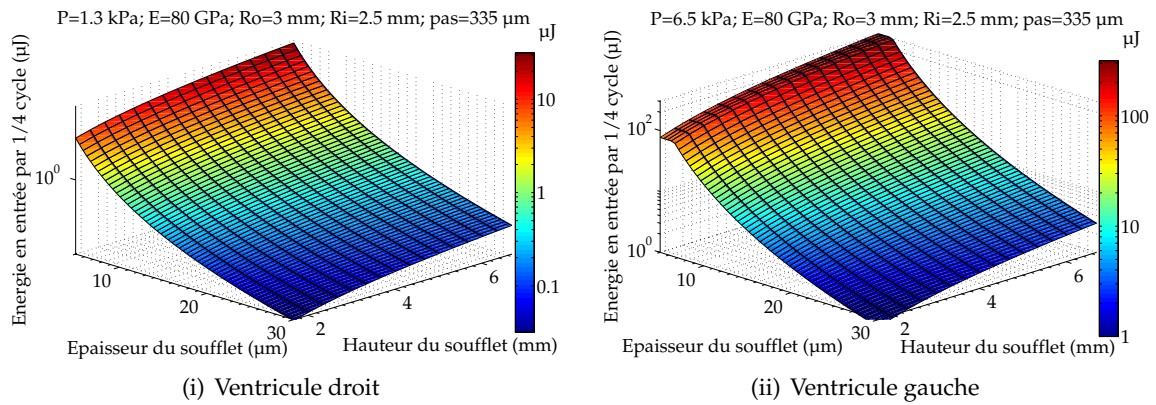 P=1.3 kPa; E=80 GPa; Ro=3 mm; Ri=2.5 mm; pas=335 µm
µJ
Energie en entrée par 1/4 cycle (µJ)
10⁰
10
1
0.1
10
20
30
2
4
6
Epaisseur du soufflet (µm)
Hauteur du soufflet (mm)
(i) Ventricule droit
P=6.5 kPa; E=80 GPa; Ro=3 mm; Ri=2.5 mm; pas=335 µm
µJ
Energie en entrée par 1/4 cycle (µJ)
10²
10⁰
100
10
1
10
20
30
2
4
6
Epaisseur du soufflet (µm)
Hauteur du soufflet (mm)
(ii) Ventricule gauche